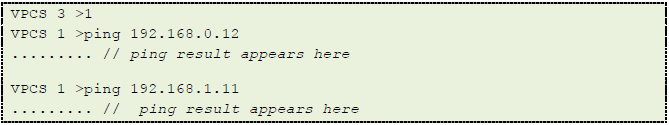 VPCS 3 >1
VPCS 1 >ping 192.168.0.12
......... // ping result appears here
VPCS 1 >ping 192.168.1.11
......... // ping result appears here